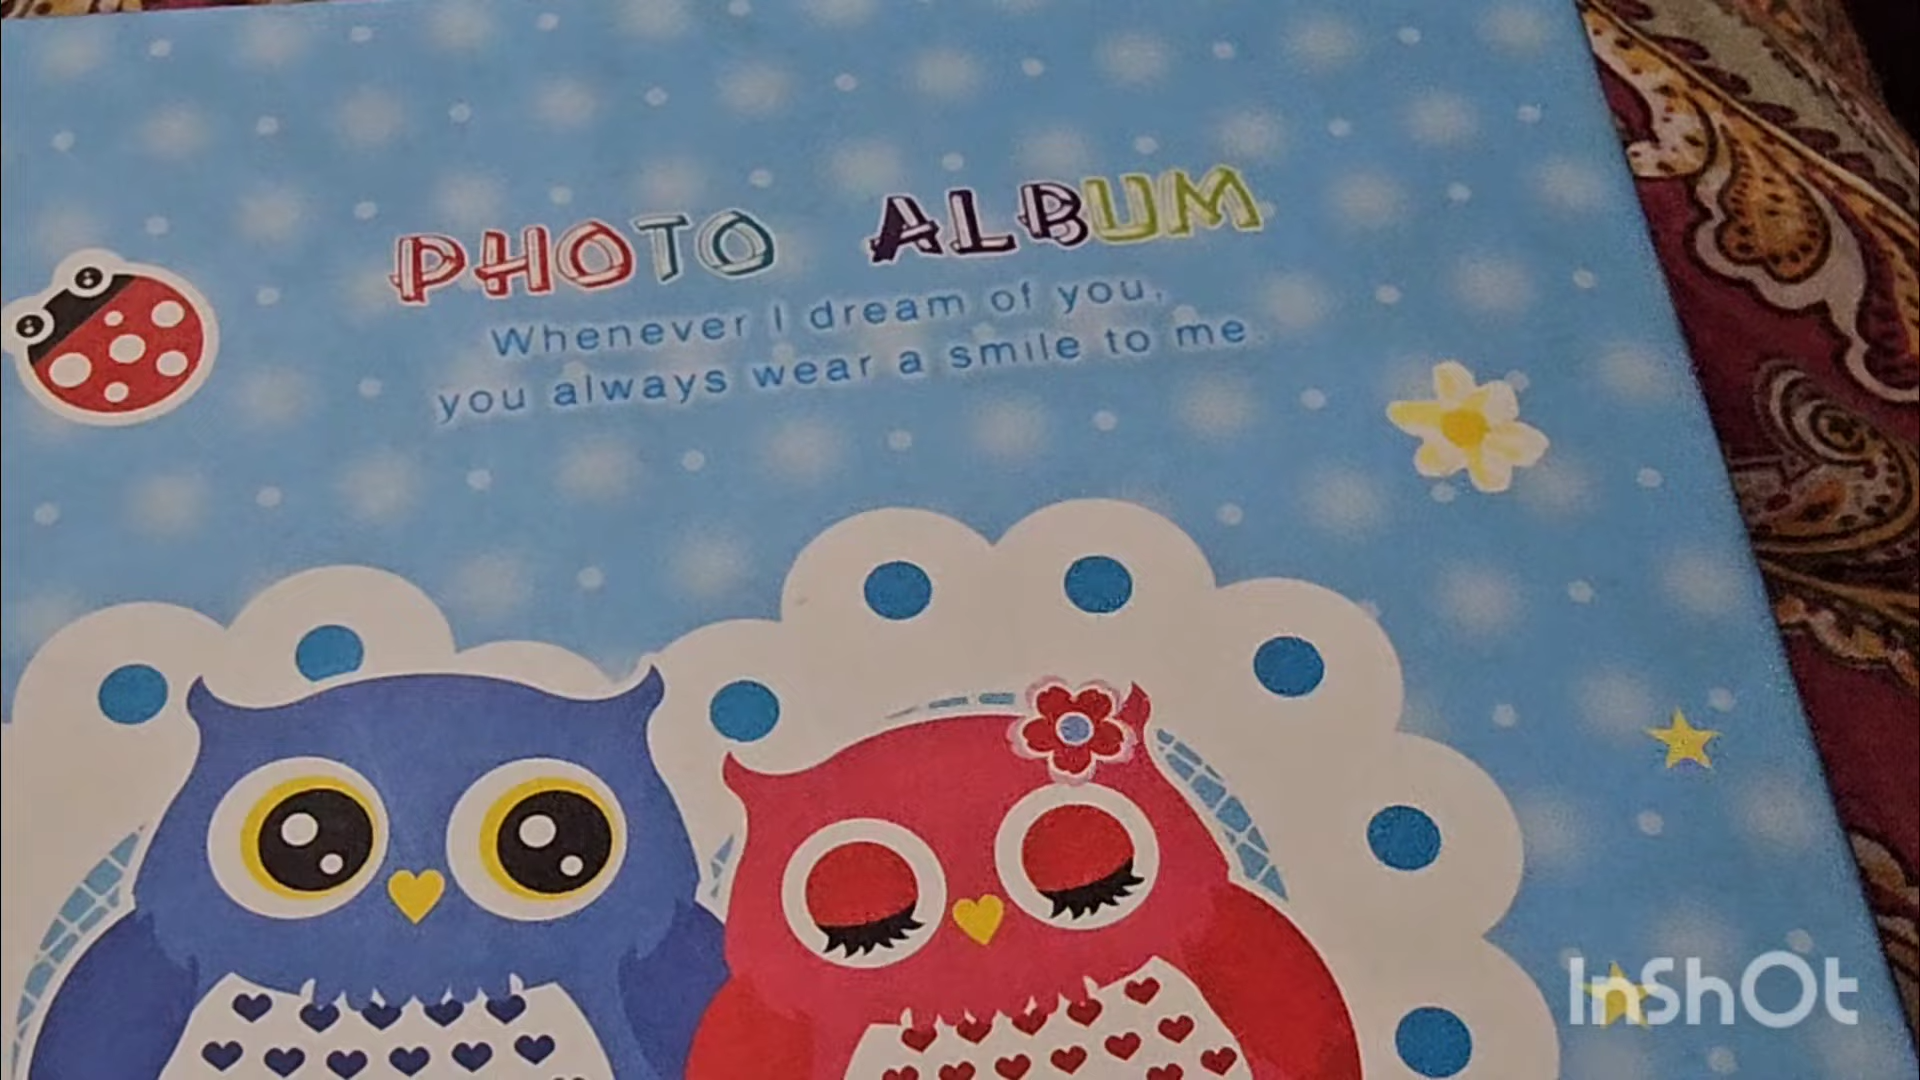 PHOTO ALBUM
Whenever I dream of you,
you always wear a smile to me.
InShOt